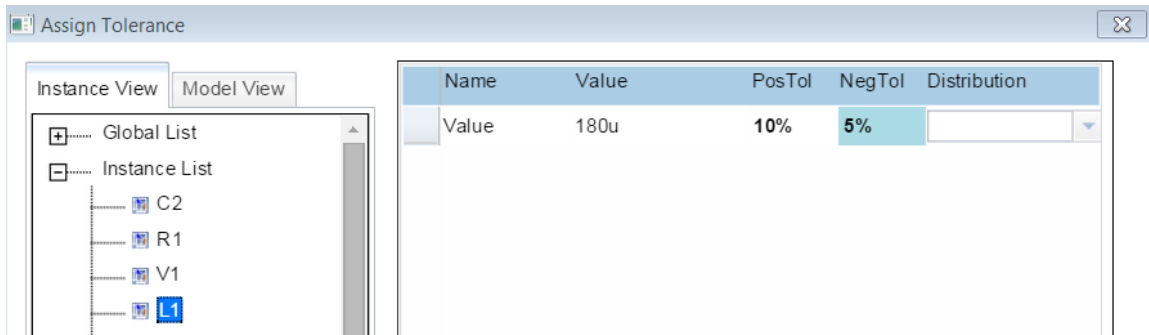 Assign Tolerance
Instance View Model View
Global List
Instance List
C2
R1
V1
L1
Name Value PosTol NegTol Distribution
Value 180u 10% 5%